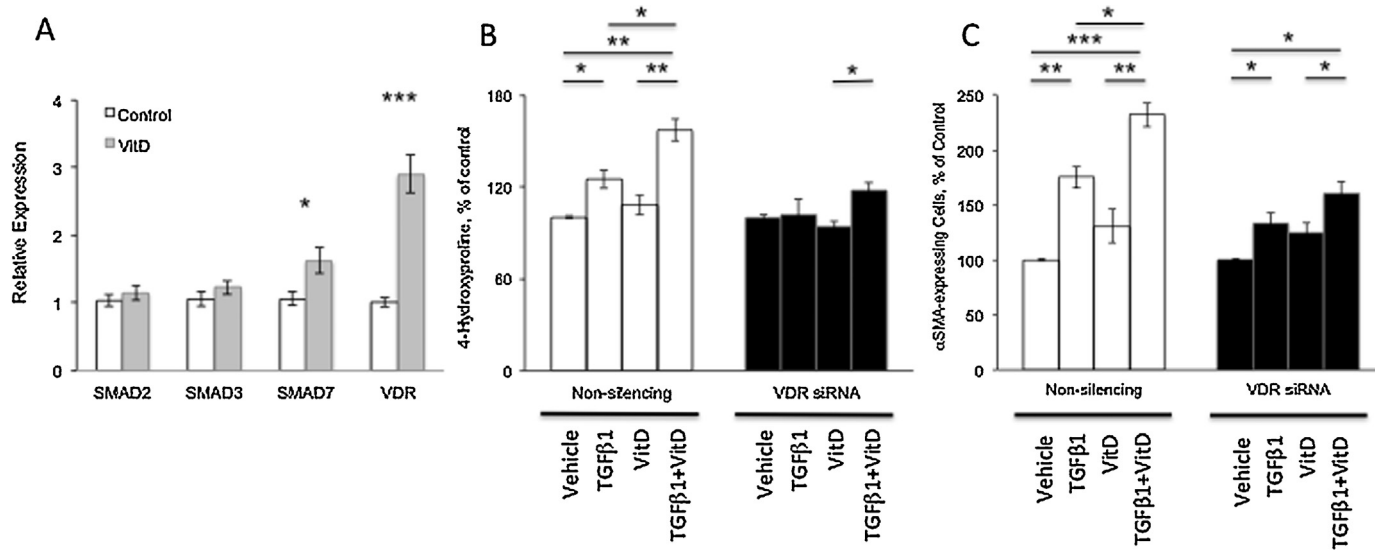 A
Relative Expression
4
3
2
1
0
Control
VitD
*
***
SMAD2 SMAD3 SMAD7 VDR
B
4-Hydroxyproline, % of control
180
120
60
0
*
**
* **
*
Non-silencing VDR siRNA
Vehicle
TGFβ1
VitD
TGFβ1+VitD
Vehicle
TGFβ1
VitD
TGFβ1+VitD
C
αSMA-expressing Cells, % of Control
250
200
150
100
50
0
*
***
** **
*
* *
Non-silencing VDR siRNA
Vehicle
TGFβ1
VitD
TGFβ1+VitD
Vehicle
TGFβ1
VitD
TGFβ1+VitD